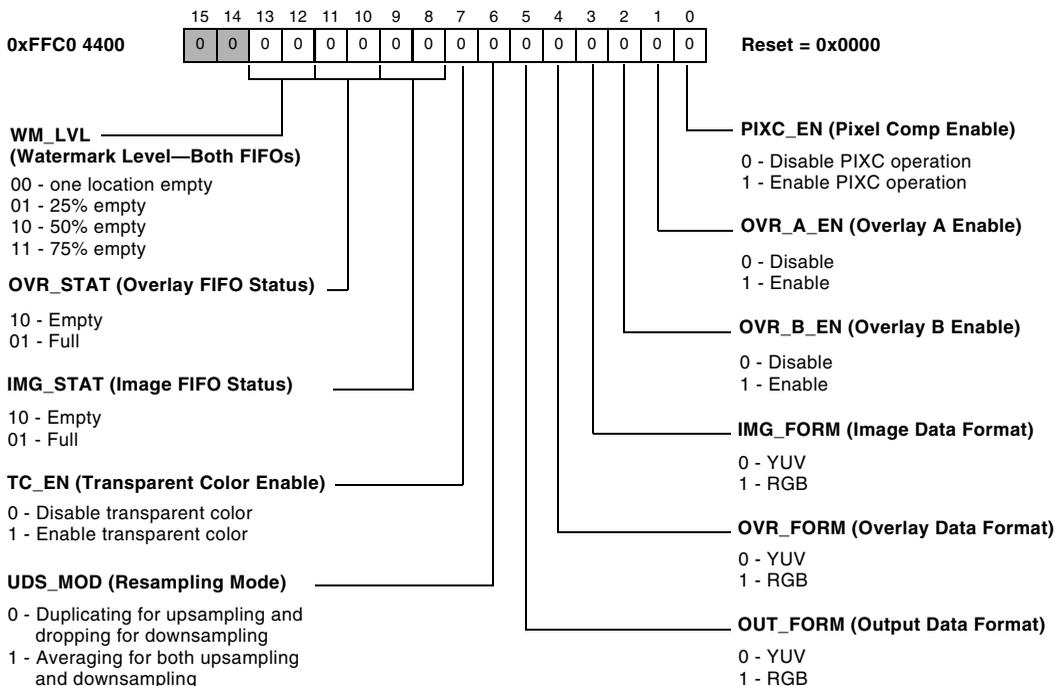 15 14 13 12 11 10 9 8 7 6 5 4 3 2 1 0
0xFFC0 4400
0 0 0 0 0 0 0 0 0 0 0 0 0 0 0 0
Reset = 0x0000
WM_LVL
(Watermark Level—Both FIFOs)
00 - one location empty
01 - 25% empty
10 - 50% empty
11 - 75% empty
OVR_STAT (Overlay FIFO Status)
10 - Empty
01 - Full
IMG_STAT (Image FIFO Status)
10 - Empty
01 - Full
TC_EN (Transparent Color Enable)
0 - Disable transparent color
1 - Enable transparent color
UDS_MOD (Resampling Mode)
0 - Duplicating for upsampling and
dropping for downsampling
1 - Averaging for both upsampling
and downsampling
PIXC_EN (Pixel Comp Enable)
0 - Disable PIXC operation
1 - Enable PIXC operation
OVR_A_EN (Overlay A Enable)
0 - Disable
1 - Enable
OVR_B_EN (Overlay B Enable)
0 - Disable
1 - Enable
IMG_FORM (Image Data Format)
0 - YUV
1 - RGB
OVR_FORM (Overlay Data Format)
0 - YUV
1 - RGB
OUT_FORM (Output Data Format)
0 - YUV
1 - RGB